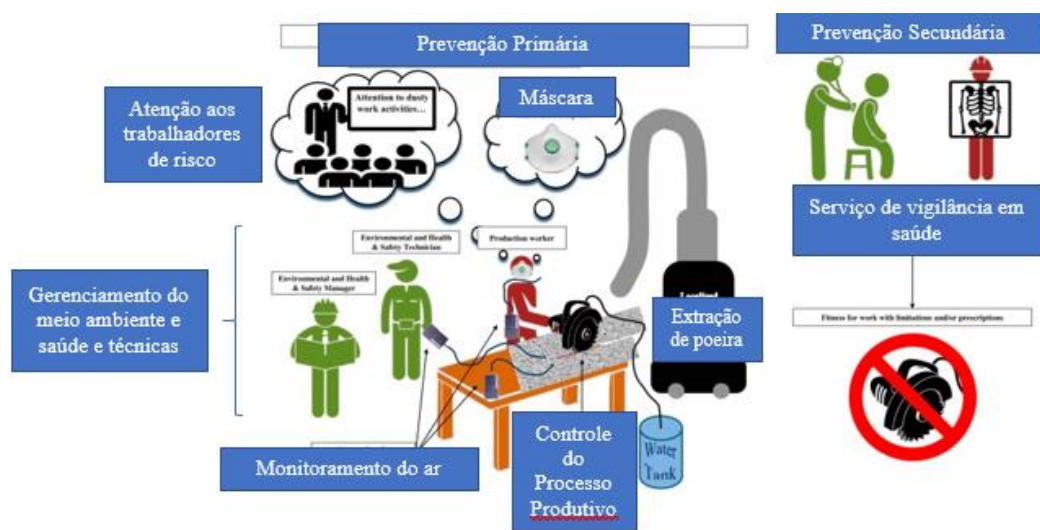 Prevenção Primária
Prevenção Secundária
Atenção aos
trabalhadores
de risco
Attention to dusty
work activities…
Máscara
Serviço de vigilância em
saúde
Environmental and Health
& Safety Technician
Production worker
Environmental and Health
& Safety Manager
Gerenciamento do
meio ambiente e
saúde e técnicas
Extração
de poeira
Fitness for work with limitations and/or prescriptions
Monitoramento do ar
Controle
do
Processo
Produtivo
Water
Tank